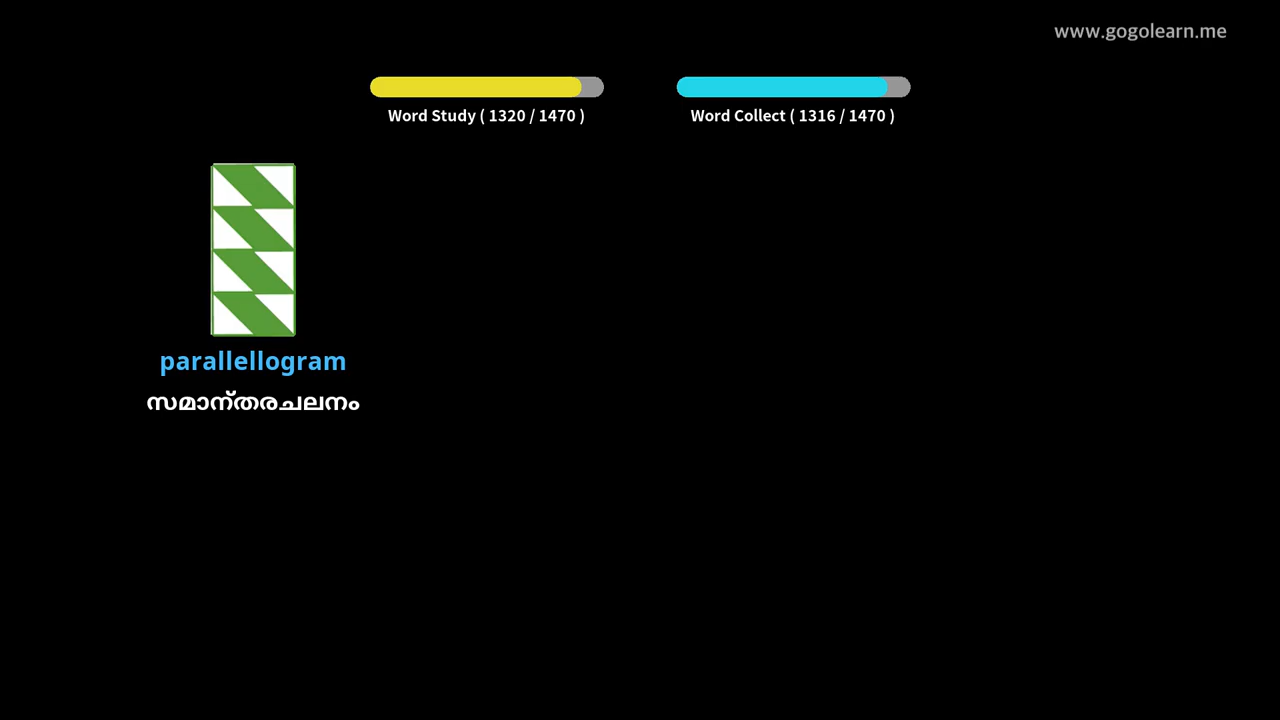 www.gogolearn.me
Word Study ( 1320 / 1470 )
Word Collect ( 1316 / 1470 )
parallellogram
സമാന്തരചലനം